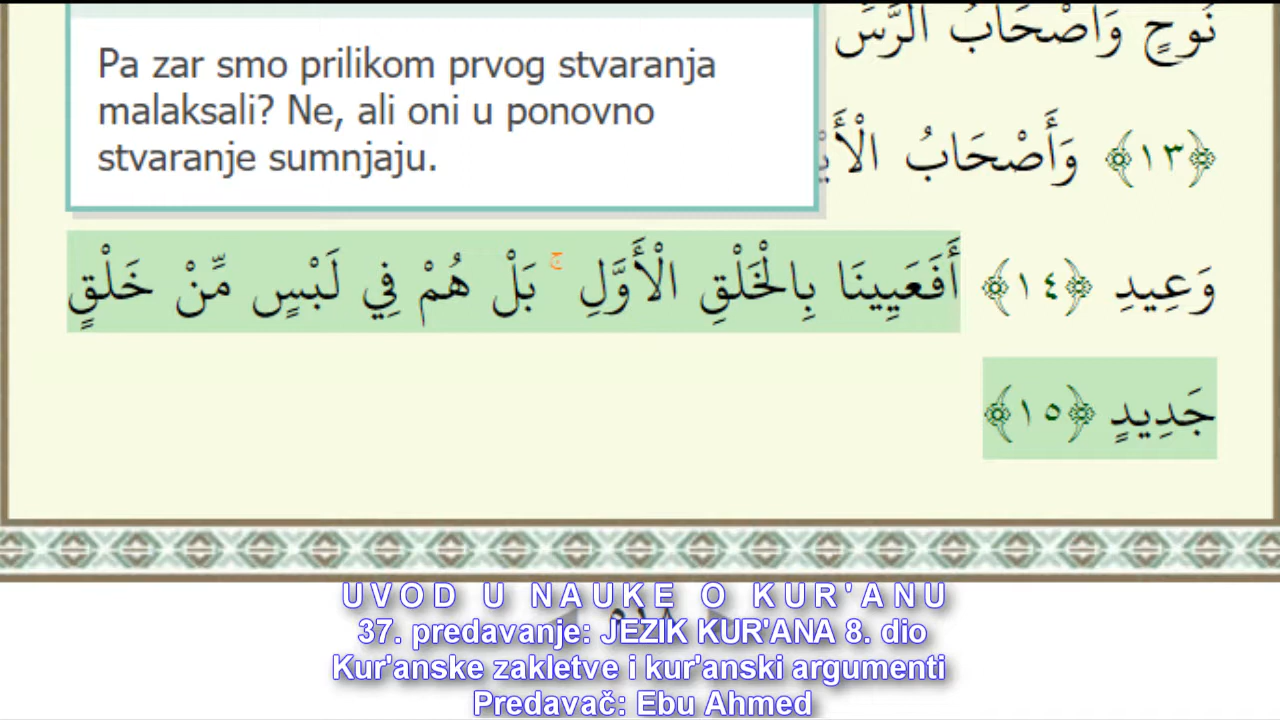 Pa zar smo prilikom prvog stvaranja
malaksali? Ne, ali oni u ponovno
stvaranje sumnjaju.
نُوحٍ وَأَصْحَابُ الرَّسِّ
﴿١٣﴾ وَأَصْحَابُ
وَعِيدِ ﴿١٤﴾ أَفَعَيِينَا بِالْخَلْقِ الْأَوَّلِ ۚ بَلْ هُمْ فِي لَبْسٍ مِّنْ خَلْقٍ
جَدِيدٍ ﴿١٥﴾
UVOD U NAUKE O KUR'ANU
37. predavanje: JEZIK KUR'ANA 8. dio
Kur'anske zakletve i kur'anski argumenti
Predavač: Ebu Ahmed